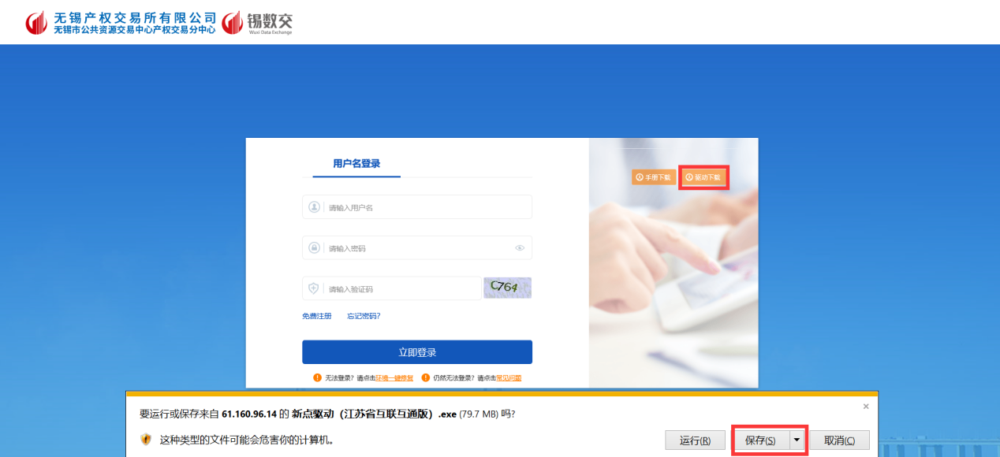 无锡产权交易所有限公司
无锡市公共资源交易中心产权交易分中心
锡数交
Wuxi Data Exchange
用户名登录
手册下载
驱动下载
请输入用户名
请输入密码
请输入验证码
C764
免费注册 忘记密码?
立即登录
无法登录? 请点击环境一键修复 仍然无法登录? 请点击常见问题
要运行或保存来自 61.160.96.14 的 新点驱动（江苏省互联互通版）.exe (79.7 MB) 吗?
×
这种类型的文件可能会危害你的计算机。
运行(R) 保存(S) 取消(C)